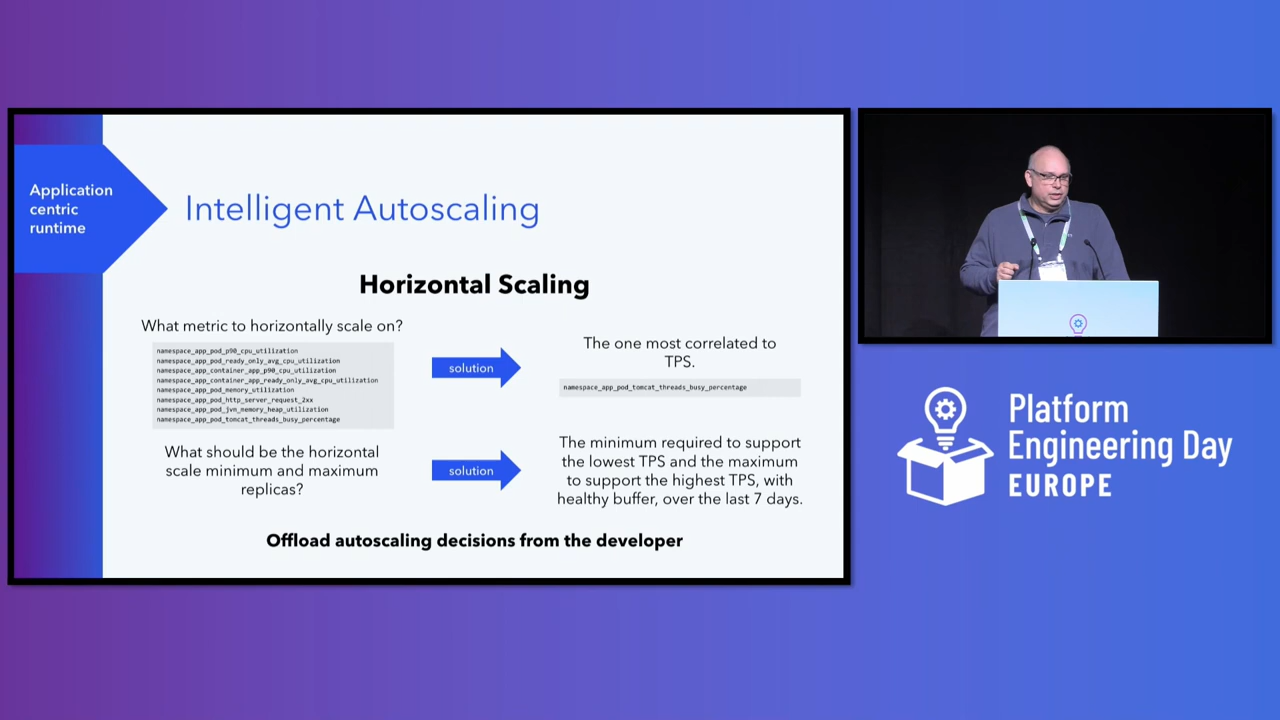 Application
centric
runtime
Intelligent Autoscaling
Horizontal Scaling
What metric to horizontally scale on?
namespace_app_pod_p90_cpu_utilization
namespace_app_pod_ready_only_avg_cpu_utilization
namespace_app_container_app_p90_cpu_utilization
namespace_app_container_app_ready_only_avg_cpu_utilization
namespace_app_pod_memory_utilization
namespace_app_pod_http_server_request_2xx
namespace_app_pod_jvm_memory_heap_utilization
namespace_app_pod_tomcat_threads_busy_percentage
solution
The one most correlated to
TPS.
namespace_app_pod_tomcat_threads_busy_percentage
What should be the horizontal
scale minimum and maximum
replicas?
solution
The minimum required to support
the lowest TPS and the maximum
to support the highest TPS, with
healthy buffer, over the last 7 days.
Offload autoscaling decisions from the developer
Platform
Engineering Day
EUROPE